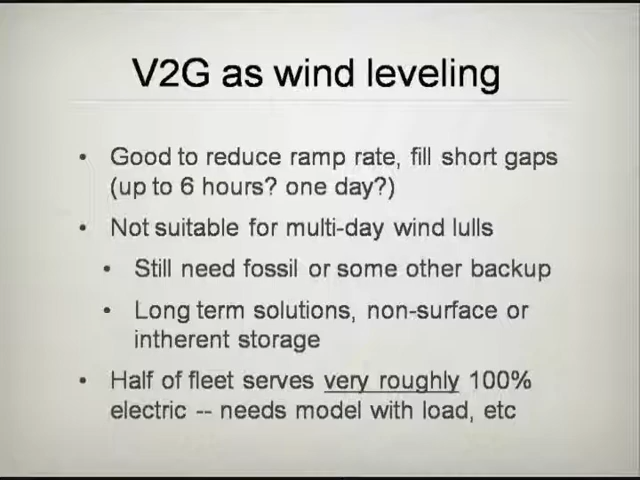 V2G as wind leveling
• Good to reduce ramp rate, fill short gaps
(up to 6 hours? one day?)
• Not suitable for multi-day wind lulls
• Still need fossil or some other backup
• Long term solutions, non-surface or
intherent storage
• Half of fleet serves very roughly 100%
electric -- needs model with load, etc